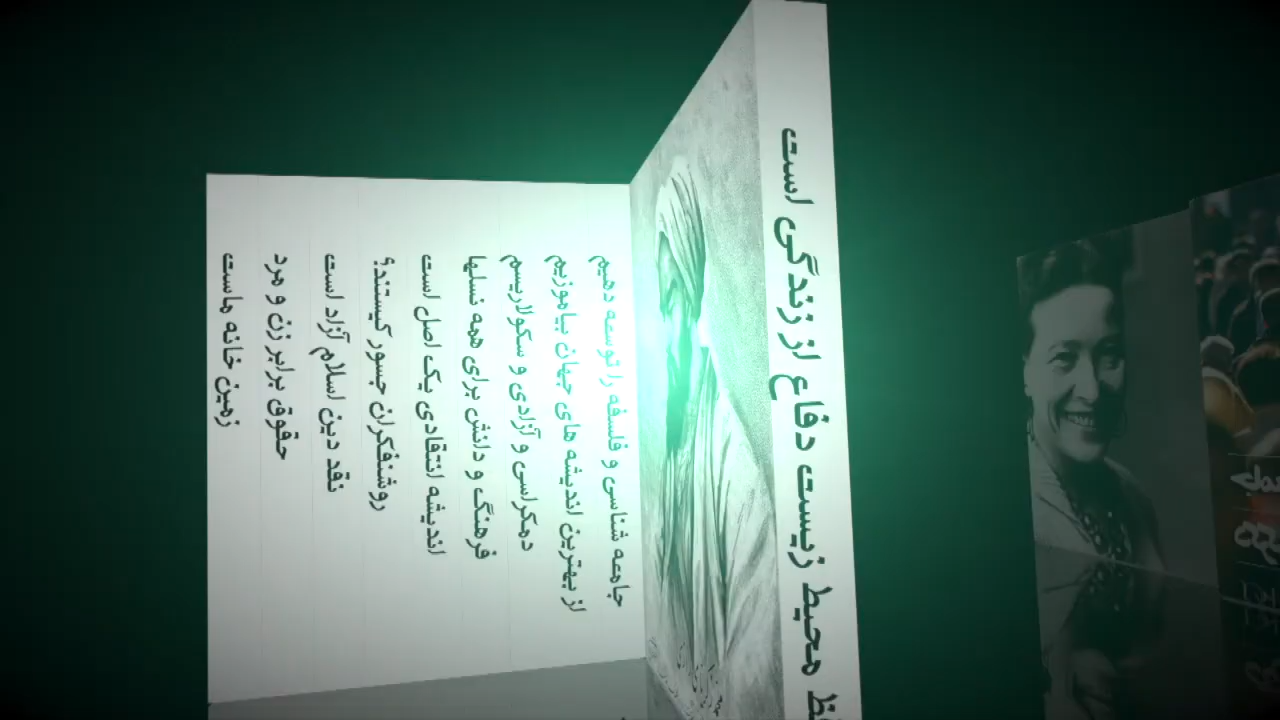 حفظ محیط زیست دفاع از زندگی است
جامعه شناسی و فلسفه را توسعه دهیم
از بهترین اندیشه های جهان بیاموزیم
دمکراسی و آزادی و سکولاریسم
فرهنگ و دانش برای همه نسلها
اندیشه انتقادی یک اصل است
روشنفکران جسور کیستند؟
نقد دین اسلام آزاد است
حقوق برابر زن و مرد
زمین خانه ماست